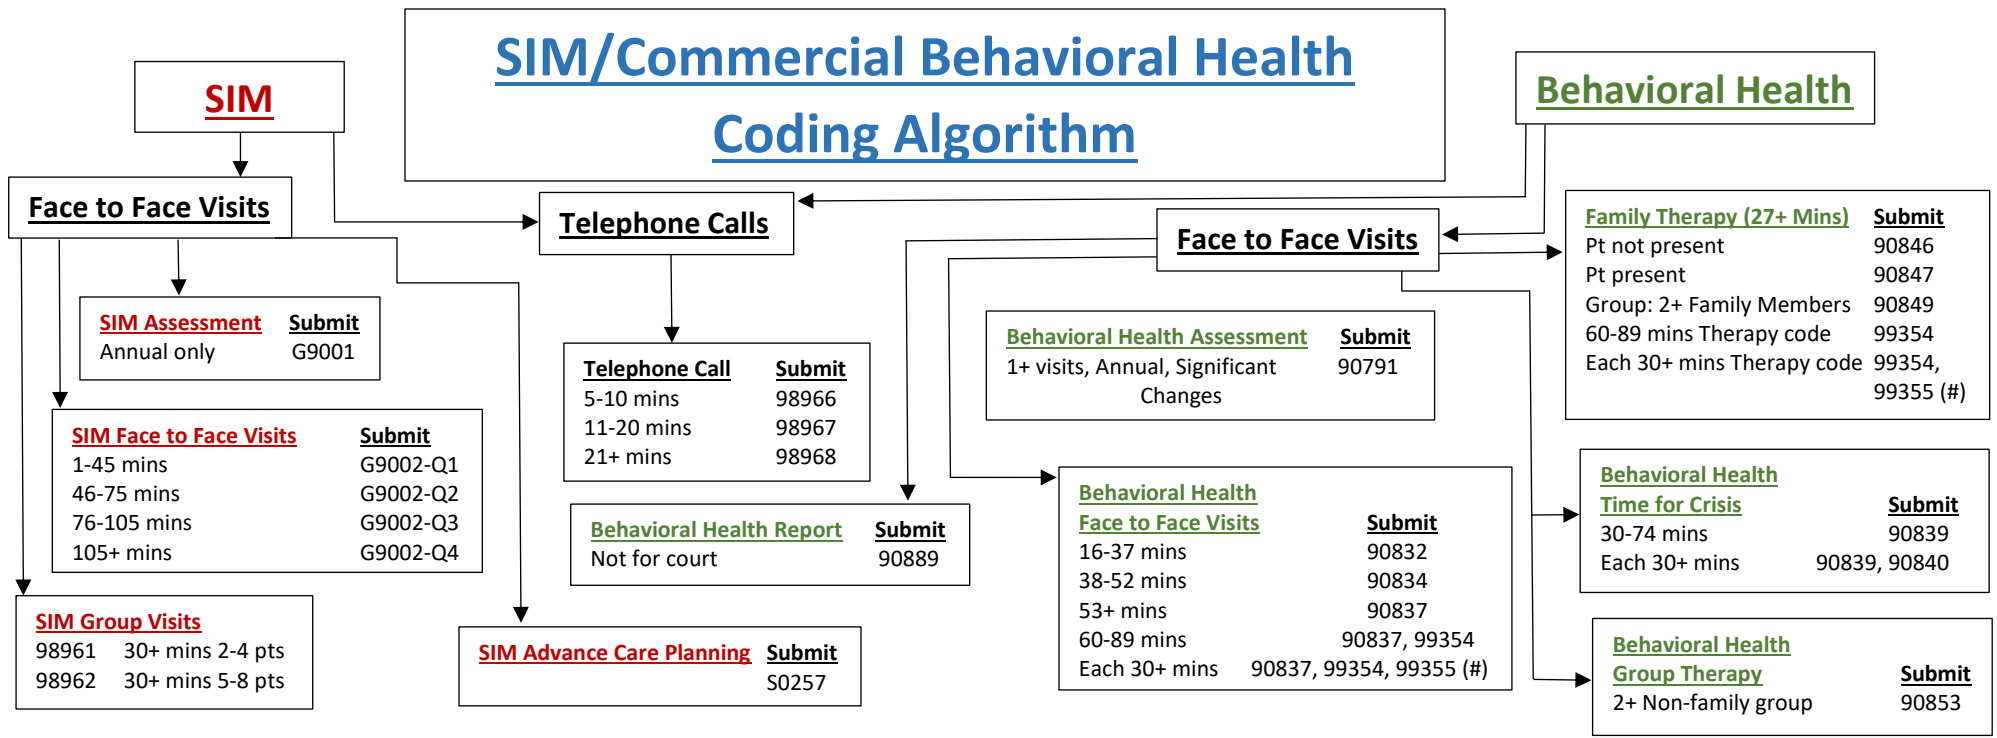 SIM/Commercial Behavioral Health
Coding Algorithm
SIM
Behavioral Health
Face to Face Visits
Telephone Calls
Face to Face Visits
SIM Assessment Submit
Annual only G9001
SIM Face to Face Visits Submit
1-45 mins G9002-Q1
46-75 mins G9002-Q2
76-105 mins G9002-Q3
105+ mins G9002-Q4
SIM Group Visits
98961 30+ mins 2-4 pts
98962 30+ mins 5-8 pts
SIM Advance Care Planning Submit
S0257
Telephone Call Submit
5-10 mins 98966
11-20 mins 98967
21+ mins 98968
Behavioral Health Report Submit
Not for court 90889
Behavioral Health Assessment Submit
1+ visits, Annual, Significant 90791
Changes
Behavioral Health
Face to Face Visits Submit
16-37 mins 90832
38-52 mins 90834
53+ mins 90837
60-89 mins 90837, 99354
Each 30+ mins 90837, 99354, 99355 (#)
Family Therapy (27+ Mins) Submit
Pt not present 90846
Pt present 90847
Group: 2+ Family Members 90849
60-89 mins Therapy code 99354
Each 30+ mins Therapy code 99354,
99355 (#)
Behavioral Health
Time for Crisis Submit
30-74 mins 90839
Each 30+ mins 90839, 90840
Behavioral Health
Group Therapy Submit
2+ Non-family group 90853